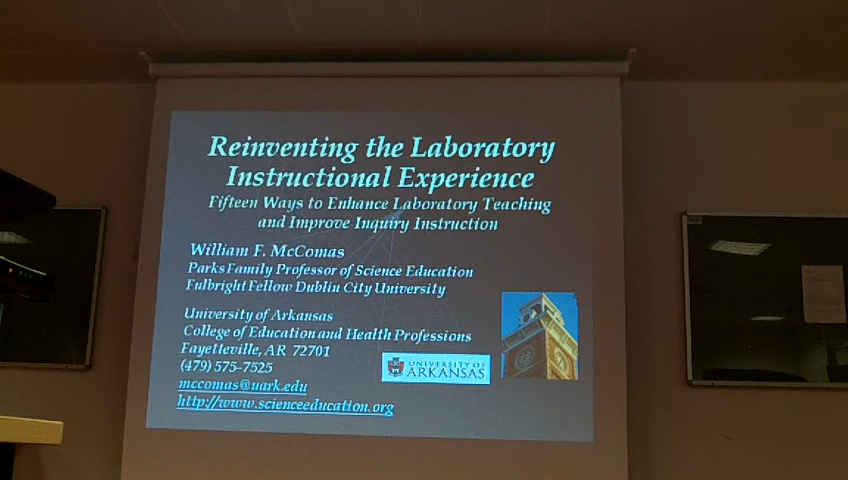 Reinventing the Laboratory
Instructional Experience
Fifteen Ways to Enhance Laboratory Teaching
and Improve Inquiry Instruction
William F. McComas
Parks Family Professor of Science Education
Fulbright Fellow Dublin City University
University of Arkansas
College of Education and Health Professions
Fayetteville, AR 72701
(479) 575-7525
mccomas@uark.edu
http://www.scienceeducation.org
UNIVERSITY OF
ARKANSAS